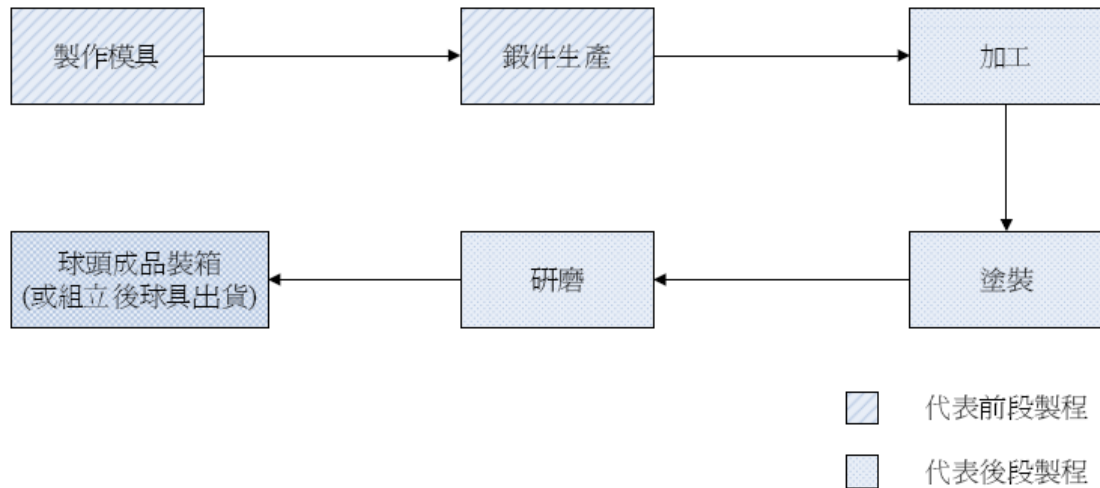 製作模具
鍛件生產
加工
球頭成品裝箱
(或組立後球具出貨)
研磨
塗裝
代表前段製程
代表後段製程